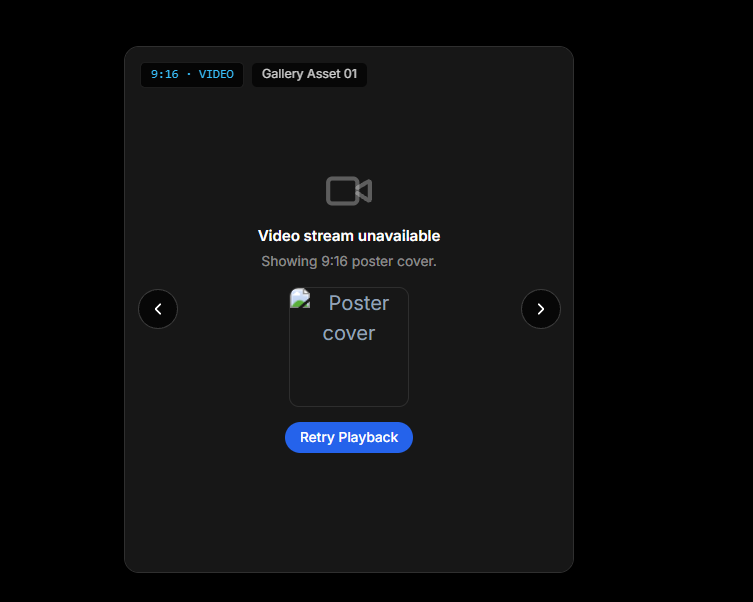 9:16 · VIDEO
Gallery Asset 01
Video stream unavailable
Showing 9:16 poster cover.
Poster
cover
Retry Playback